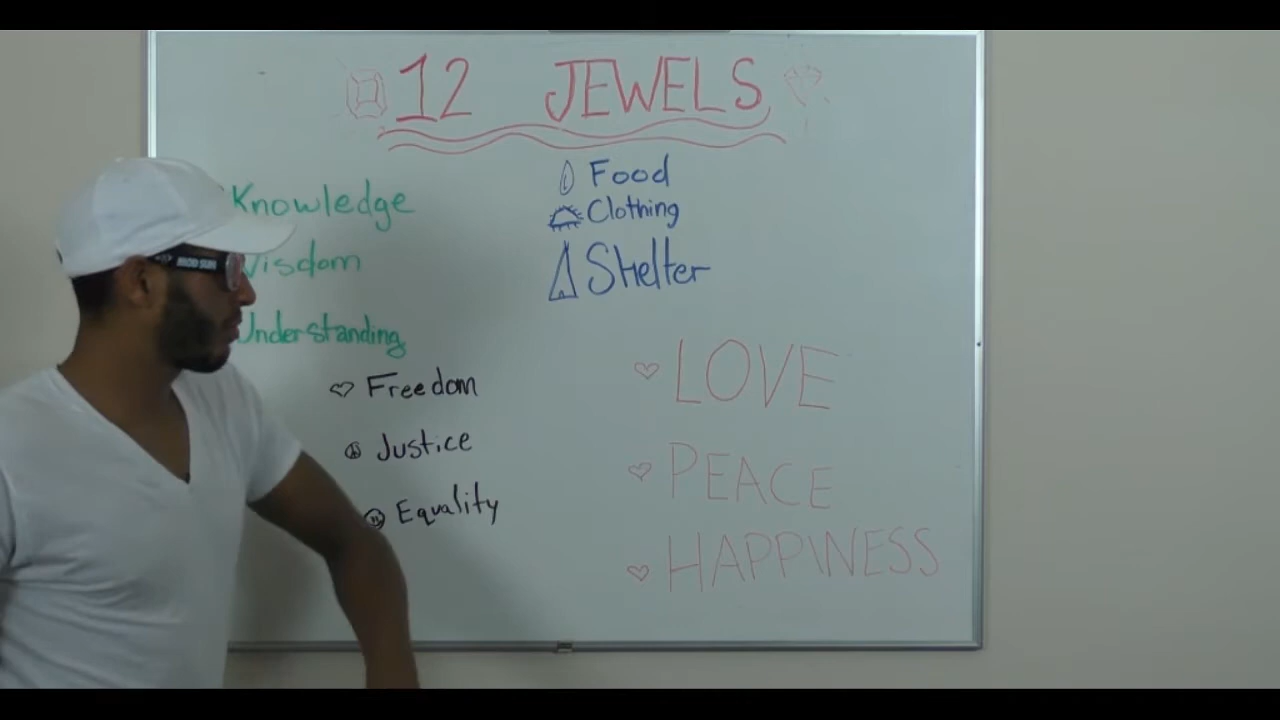 12 JEWELS
Knowledge
Wisdom
Understanding
Freedom
Justice
Equality
Food
Clothing
Shelter
LOVE
PEACE
HAPPINESS